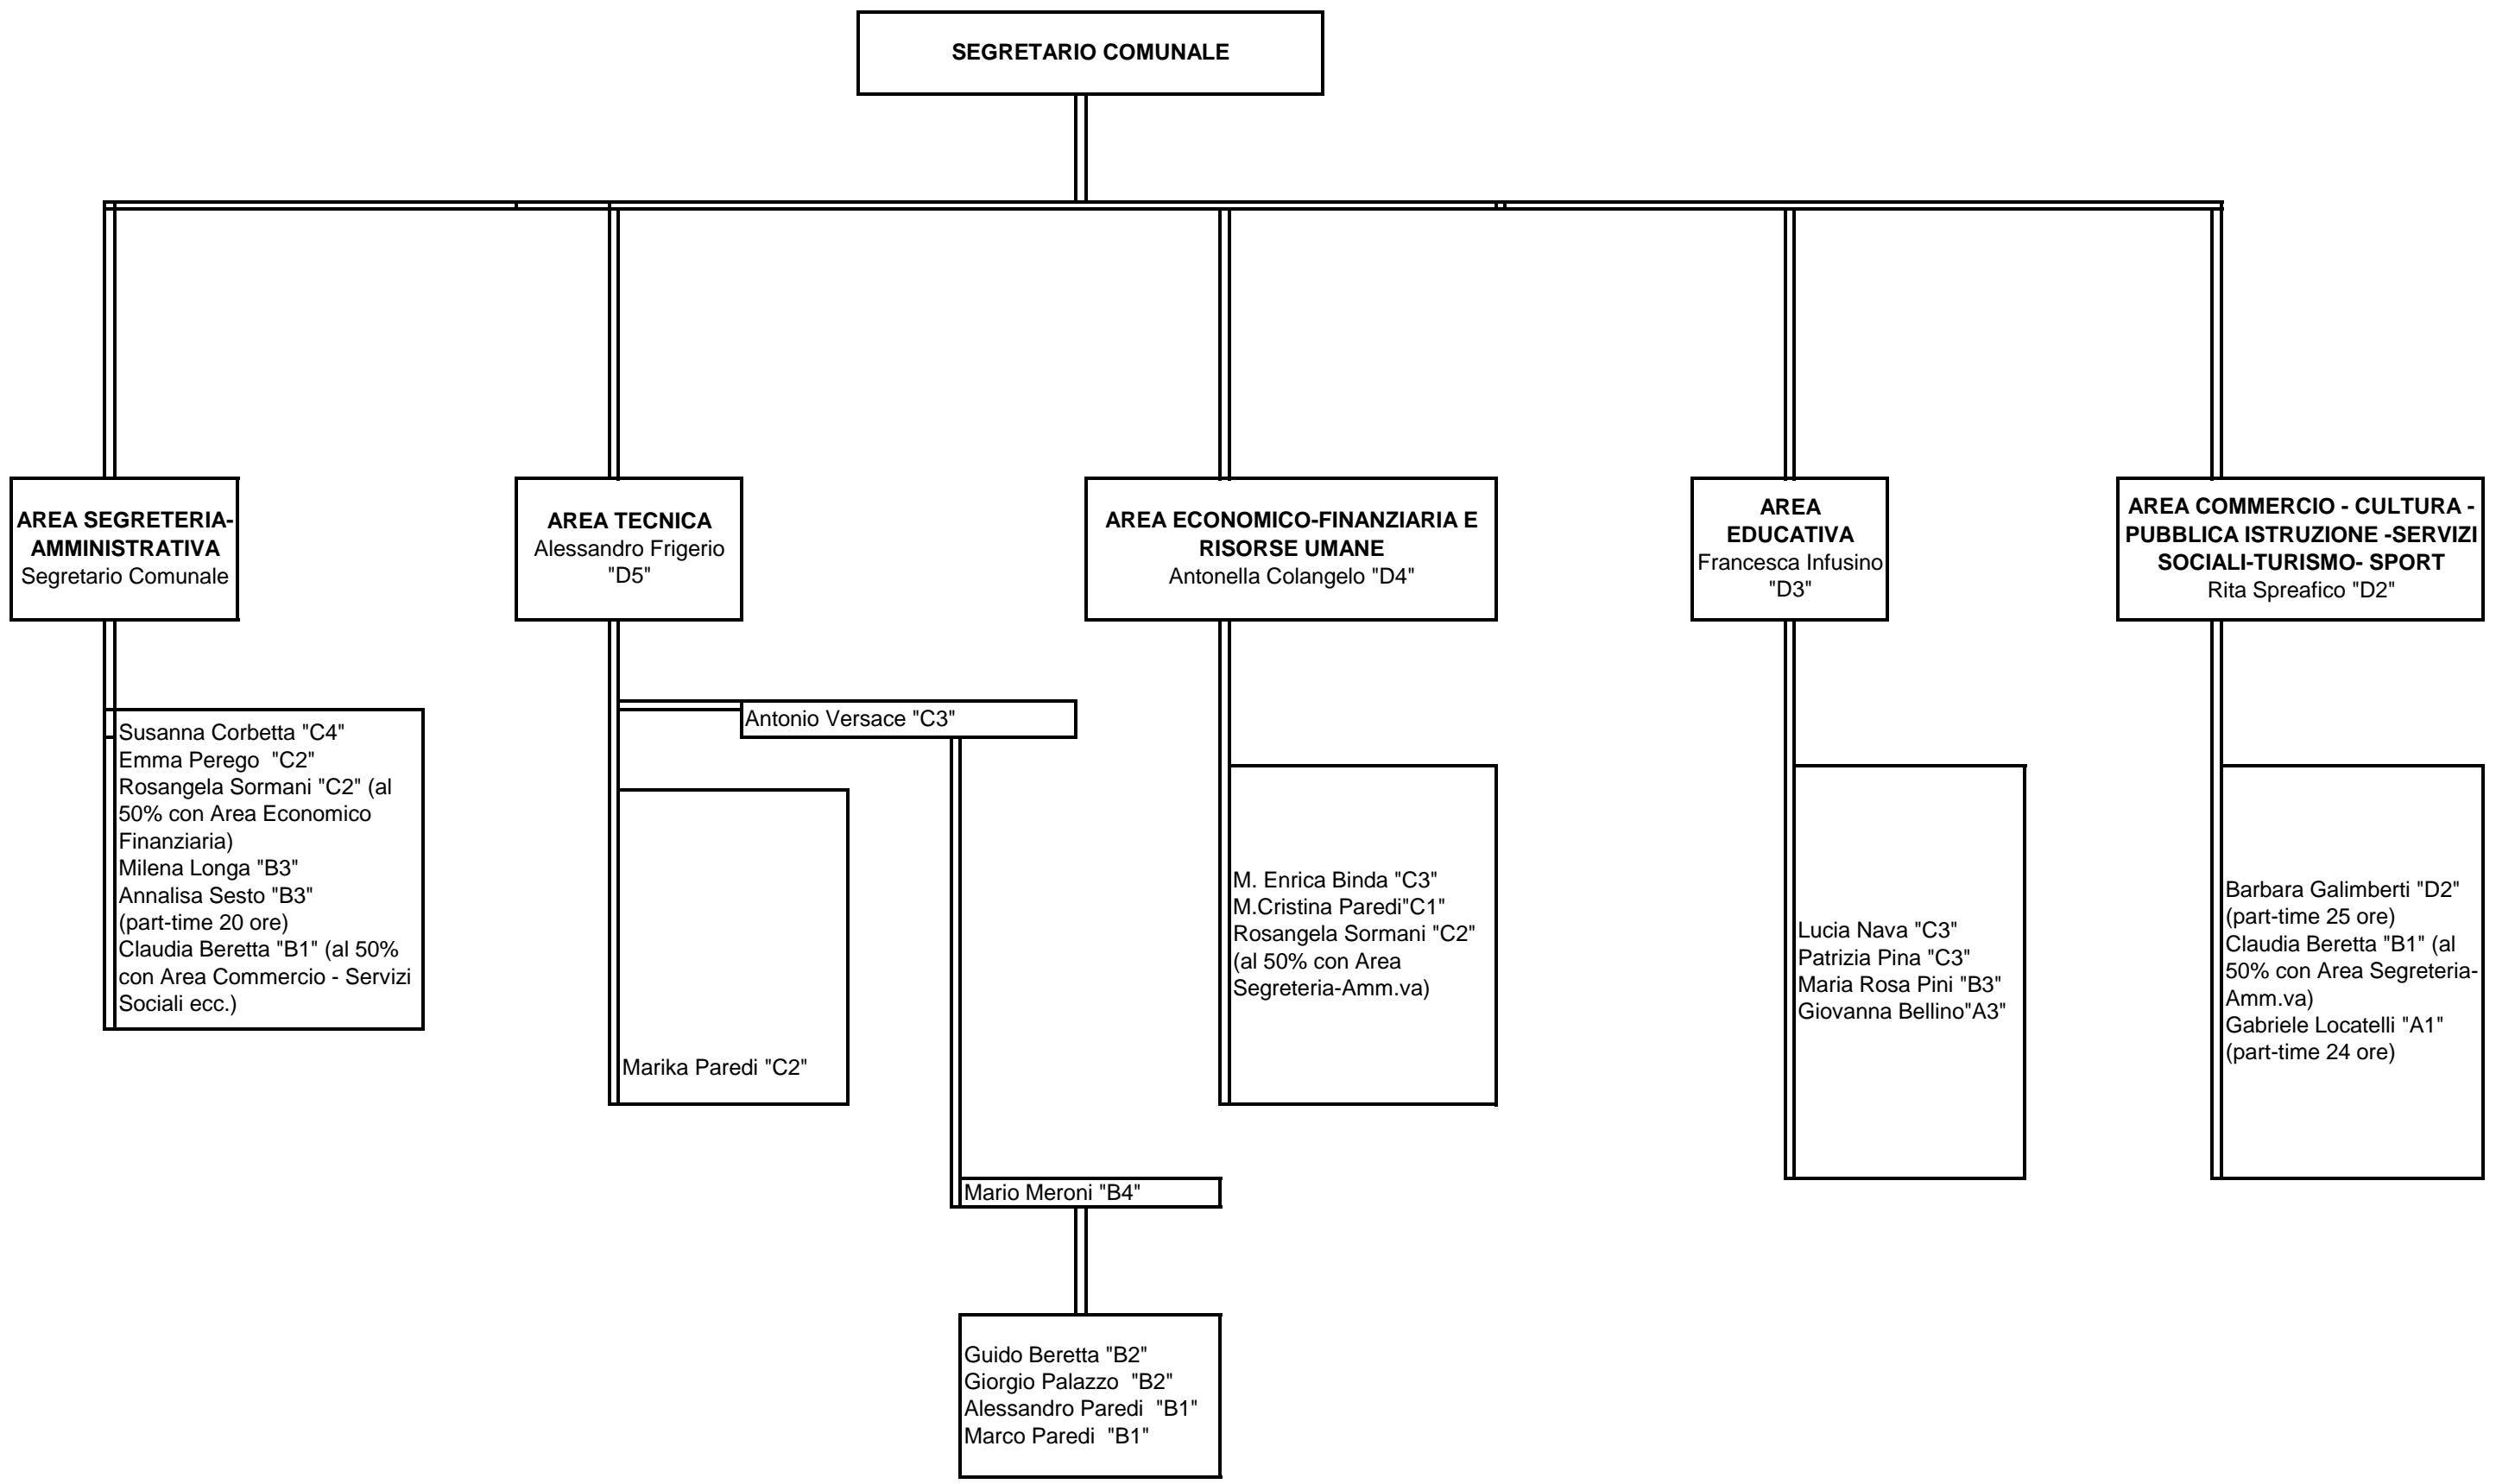 SEGRETARIO COMUNALE
AREA SEGRETERIA-
AMMINISTRATIVA
Segretario Comunale
AREA TECNICA
Alessandro Frigerio
"D5"
AREA ECONOMICO-FINANZIARIA E
RISORSE UMANE
Antonella Colangelo "D4"
AREA
EDUCATIVA
Francesca Infusino
"D3"
AREA COMMERCIO - CULTURA -
PUBBLICA ISTRUZIONE -SERVIZI
SOCIALI-TURISMO- SPORT
Rita Spreafico "D2"
Susanna Corbetta "C4"
Emma Perego  "C2"
Rosangela Sormani "C2" (al
50% con Area Economico
Finanziaria)
Milena Longa "B3"
Annalisa Sesto "B3"
(part-time 20 ore)
Claudia Beretta "B1" (al 50%
con Area Commercio - Servizi
Sociali ecc.)
Antonio Versace "C3"
Marika Paredi "C2"
M. Enrica Binda "C3"
M.Cristina Paredi"C1"
Rosangela Sormani "C2"
(al 50% con Area
Segreteria-Amm.va)
Lucia Nava "C3"
Patrizia Pina "C3"
Maria Rosa Pini "B3"
Giovanna Bellino"A3"
Barbara Galimberti "D2"
(part-time 25 ore)
Claudia Beretta "B1" (al
50% con Area Segreteria-
Amm.va)
Gabriele Locatelli "A1"
(part-time 24 ore)
Mario Meroni "B4"
Guido Beretta "B2"
Giorgio Palazzo  "B2"
Alessandro Paredi  "B1"
Marco Paredi  "B1"